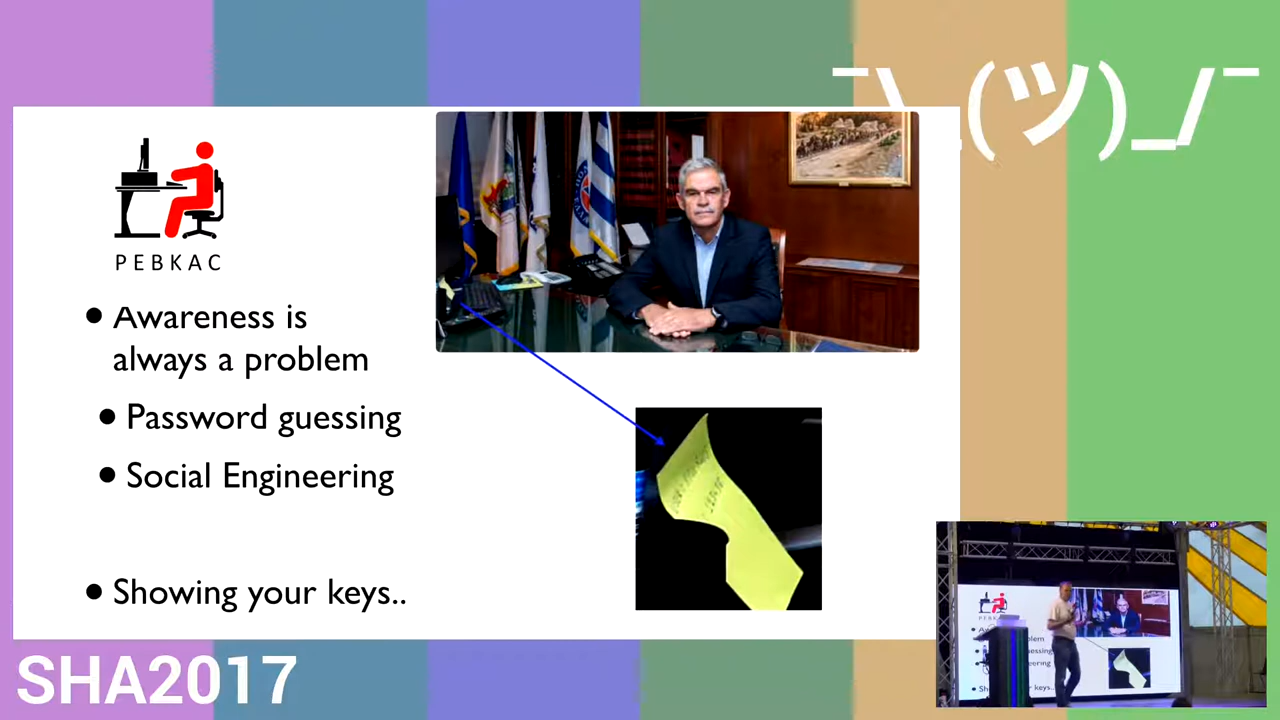 ¯\_(ツ)_/¯
PEBKAC
• Awareness is
always a problem
• Password guessing
• Social Engineering
• Showing your keys..
SHA2017